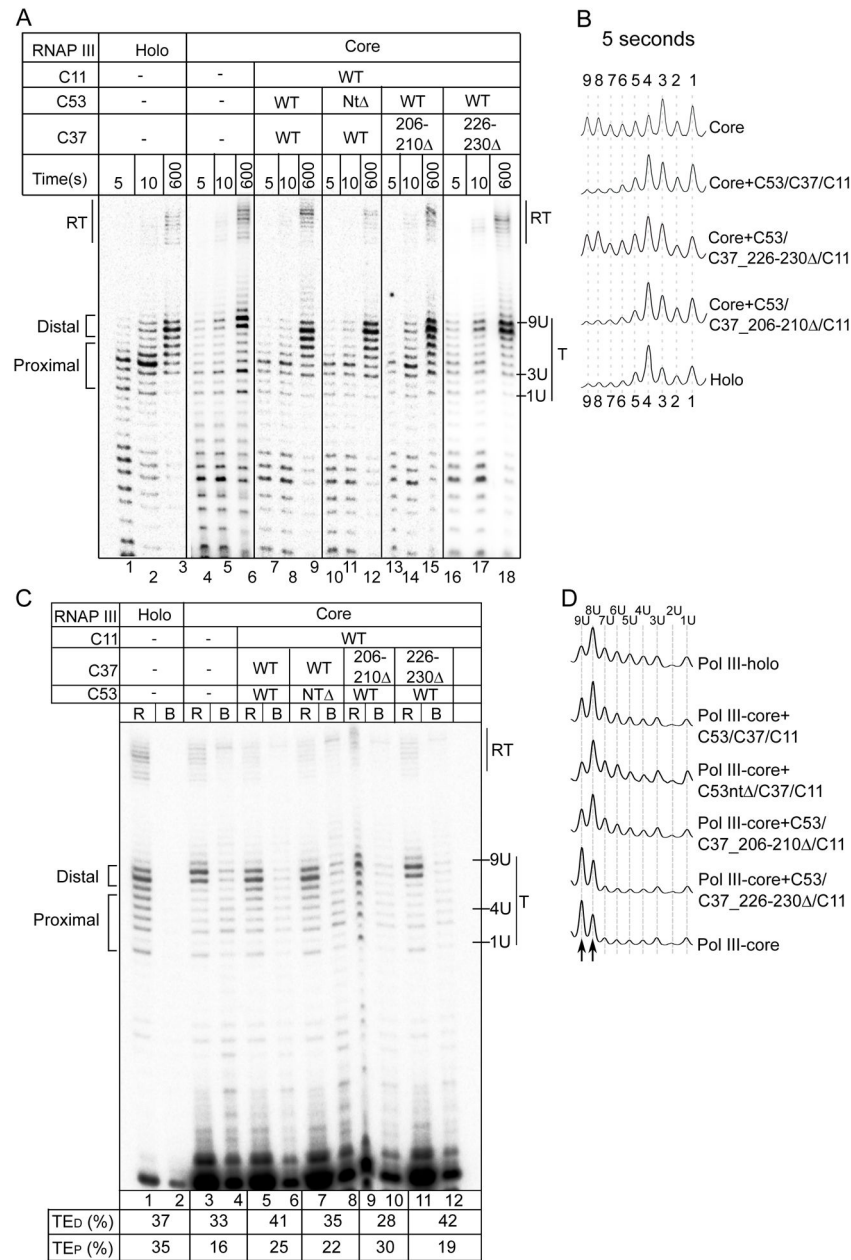 A
RNAP III Holo Core
C11 - - WT
C53 - - WT NtΔ WT WT
C37 - - WT WT 206-210Δ 226-230Δ
Time(s) 5 10 600 5 10 600 5 10 600 5 10 600 5 10 600 5 10 600
RT
RT
Distal
Proximal
9U
3U
1U
T
1 2 3 4 5 6 7 8 9 10 11 12 13 14 15 16 17 18
B
5 seconds
9 8 7 6 5 4 3 2 1
Core
Core+C53/C37/C11
Core+C53/
C37_226-230Δ/C11
Core+C53/
C37_206-210Δ/C11
Holo
9 8 7 6 5 4 3 2 1
C
RNAP III Holo Core
C11 - - WT
C37 - - WT WT 206-210Δ 226-230Δ
C53 - - WT NTΔ WT WT
R B R B R B R B R B R B
RT
Distal
Proximal
9U
4U
1U
T
1 2 3 4 5 6 7 8 9 10 11 12
TED (%) 37 33 41 35 28 42
TEP (%) 35 16 25 22 30 19
D
9U 8U 7U 6U 5U 4U 3U 2U 1U
Pol III-holo
Pol III-core+
C53/C37/C11
Pol III-core+
C53ntΔ/C37/C11
Pol III-core+C53/
C37_206-210Δ/C11
Pol III-core+C53/
C37_226-230Δ/C11
Pol III-core